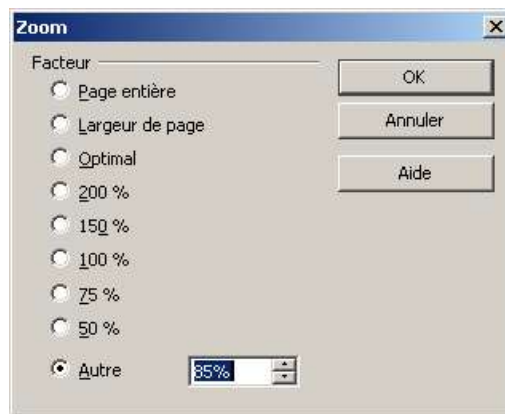 Zoom
Facteur
Page entière
Largeur de page
Optimal
200 %
150 %
100 %
75 %
50 %
Autre
85%
OK
Annuler
Aide